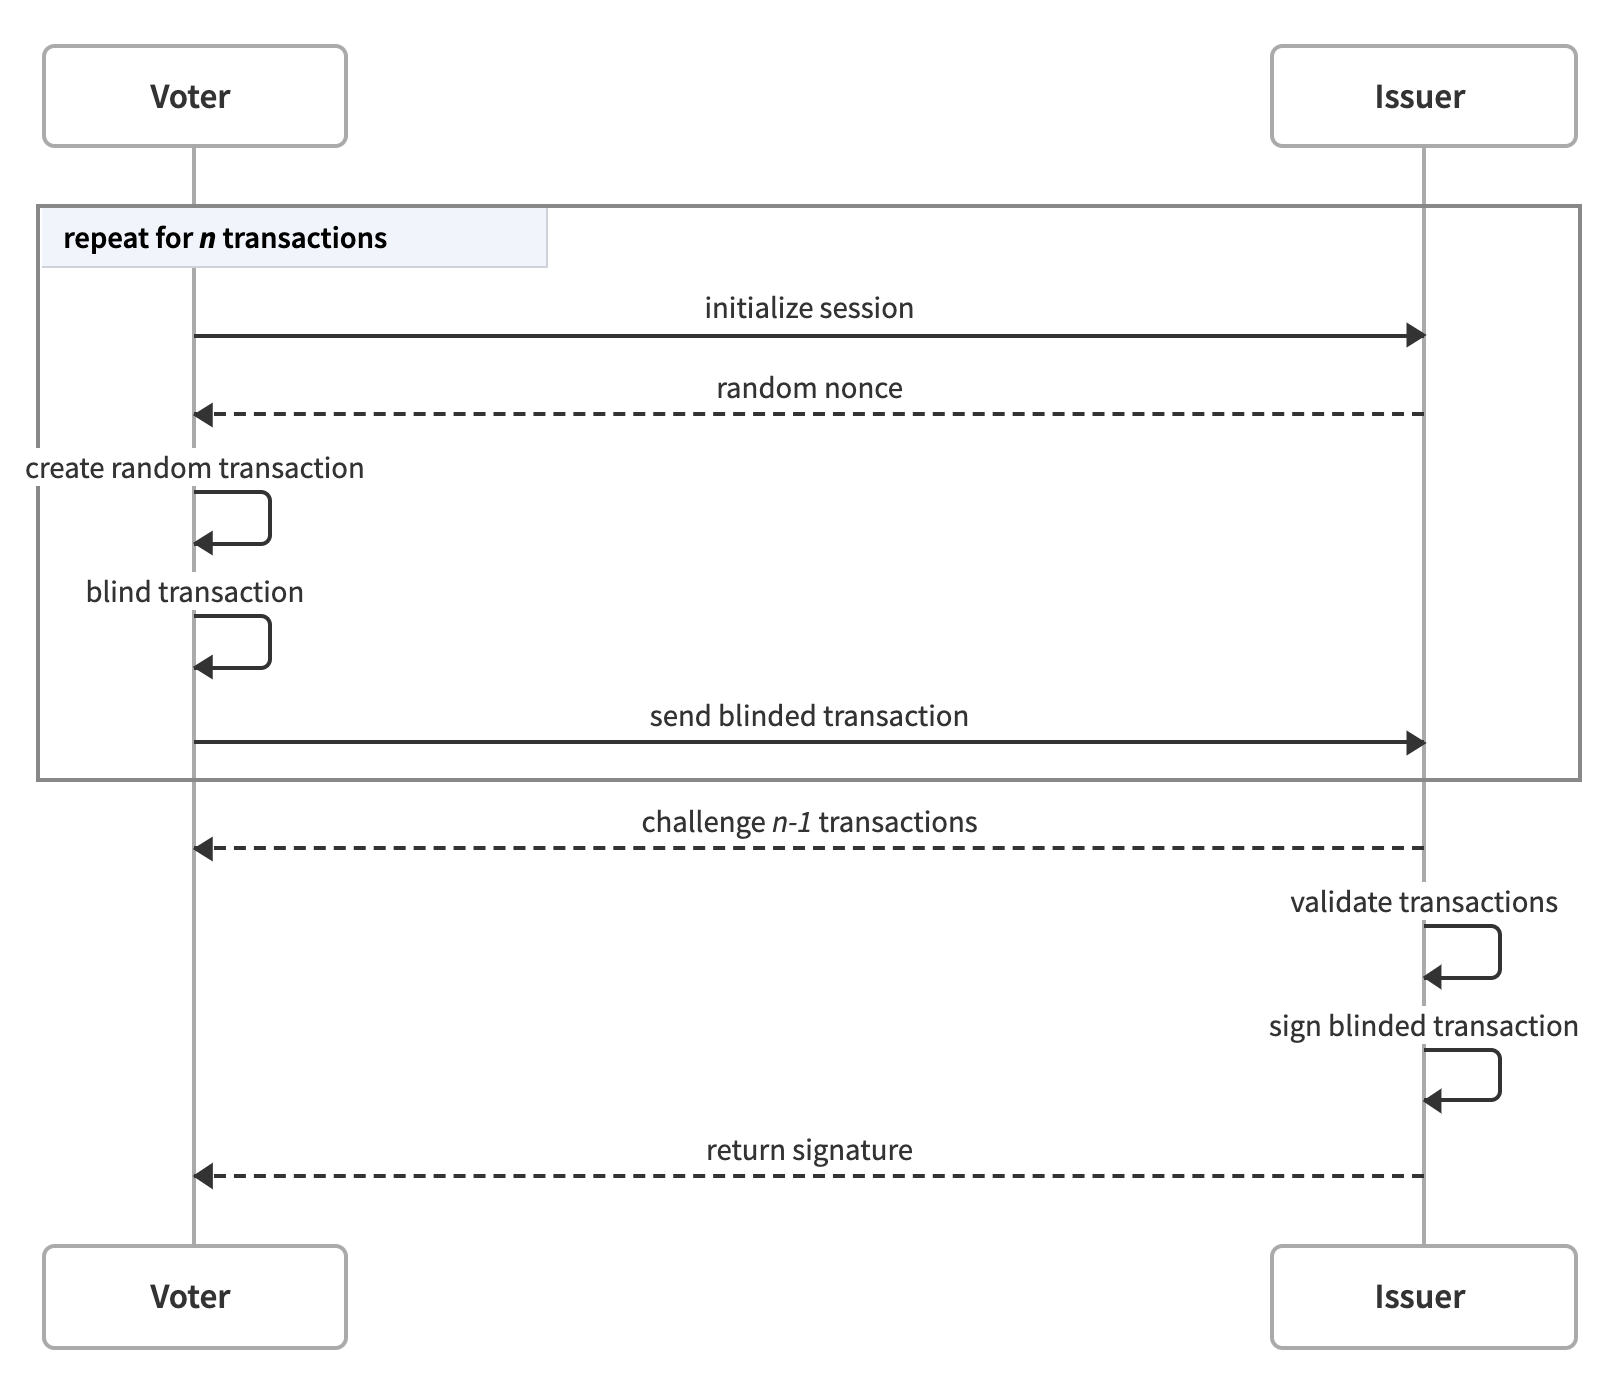 Voter
Issuer
repeat for n transactions
initialize session
random nonce
create random transaction
blind transaction
send blinded transaction
challenge n-1 transactions
validate transactions
sign blinded transaction
return signature
Voter
Issuer